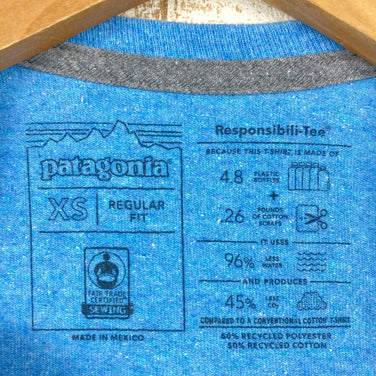 patagonia®
XS
REGULAR
FIT
FAIR TRADE
CERTIFIED™
SEWING
MADE IN MEXICO
Responsibili-Tee®
BECAUSE THIS T-SHIRT IS MADE OF
4.8 PLASTIC
BOTTLES
+
.26 POUNDS
OF COTTON
SCRAPS
IT USES
96% LESS
WATER
AND PRODUCES
45% LESS
CO₂
COMPARED TO A CONVENTIONAL COTTON T-SHIRT
50% RECYCLED POLYESTER
50% RECYCLED COTTON